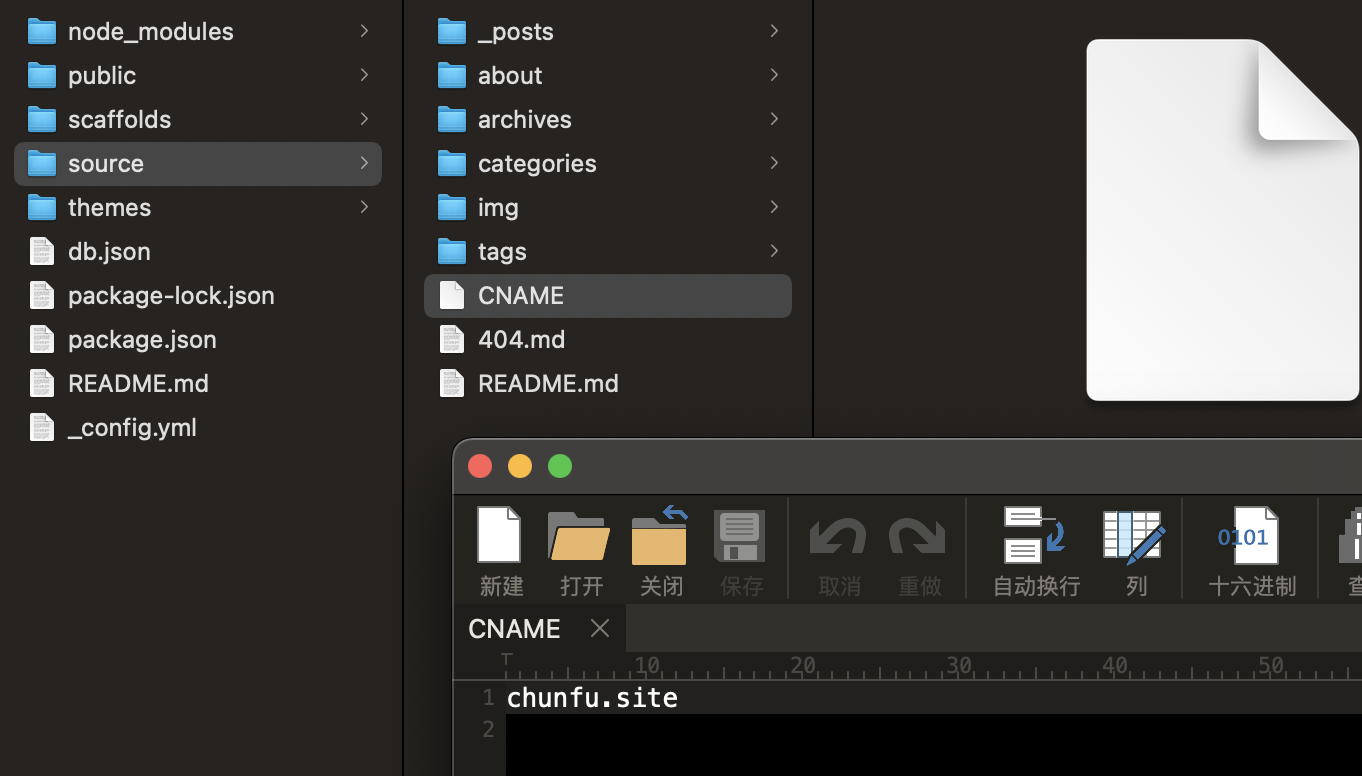 node_modules
public
scaffolds
source
themes
db.json
package-lock.json
package.json
README.md
_config.yml
_posts
about
archives
categories
img
tags
CNAME
404.md
README.md
新建 打开 关闭 保存 取消 重做 自动换行 列 0101 十六进制
CNAME
10 20 30 40 50
1 chunfu.site
2